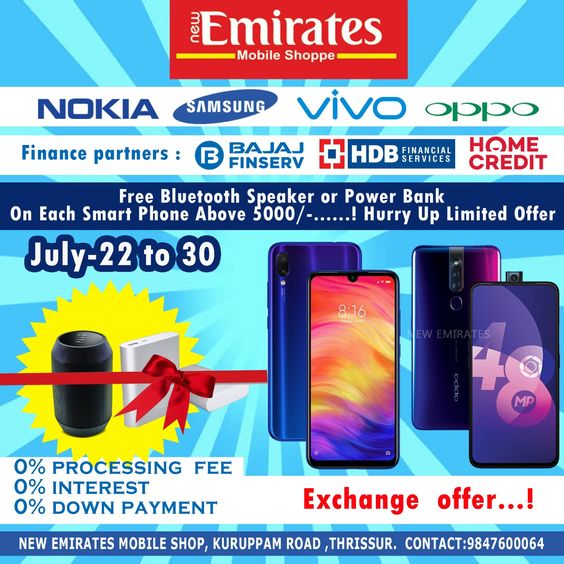 new
Emirates
Mobile Shoppe
NOKIA SAMSUNG vivo oppo
Finance partners : B BAJAJ FINSERV HDB FINANCIAL SERVICES HOME CREDIT
Free Bluetooth Speaker or Power Bank
On Each Smart Phone Above 5000/-......! Hurry Up Limited Offer
July-22 to 30
8:16
NEW EMIRATES
oppo
48
MP
0% PROCESSING FEE
0% INTEREST
0% DOWN PAYMENT
Exchange offer...!
NEW EMIRATES MOBILE SHOP, KURUPPAM ROAD ,THRISSUR. CONTACT:9847600064